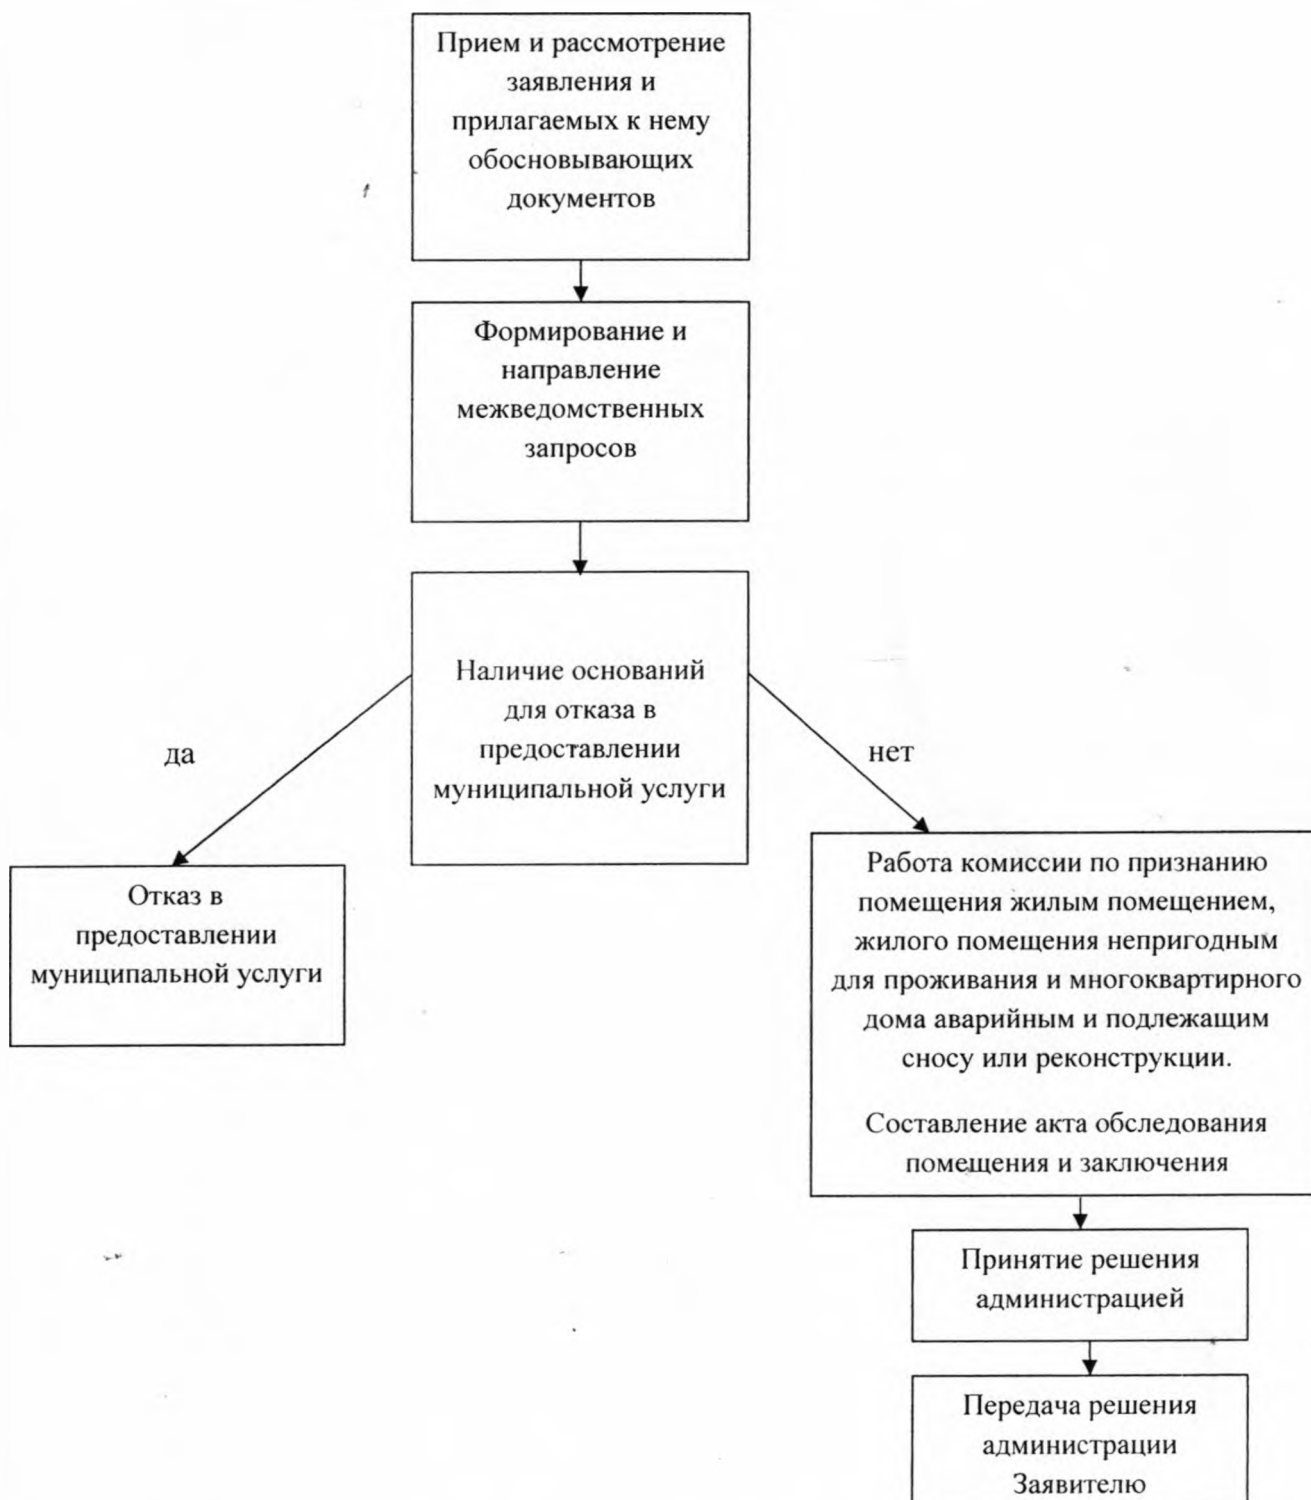 Прием и рассмотрение
заявления и
прилагаемых к нему
обосновывающих
документов
Формирование и
направление
межведомственных
запросов
Наличие оснований
для отказа в
предоставлении
муниципальной услуги
да
нет
Отказ в
предоставлении
муниципальной услуги
Работа комиссии по признанию
помещения жилым помещением,
жилого помещения непригодным
для проживания и многоквартирного
дома аварийным и подлежащим
сносу или реконструкции.
Составление акта обследования
помещения и заключения
Принятие решения
администрацией
Передача решения
администрации
Заявителю